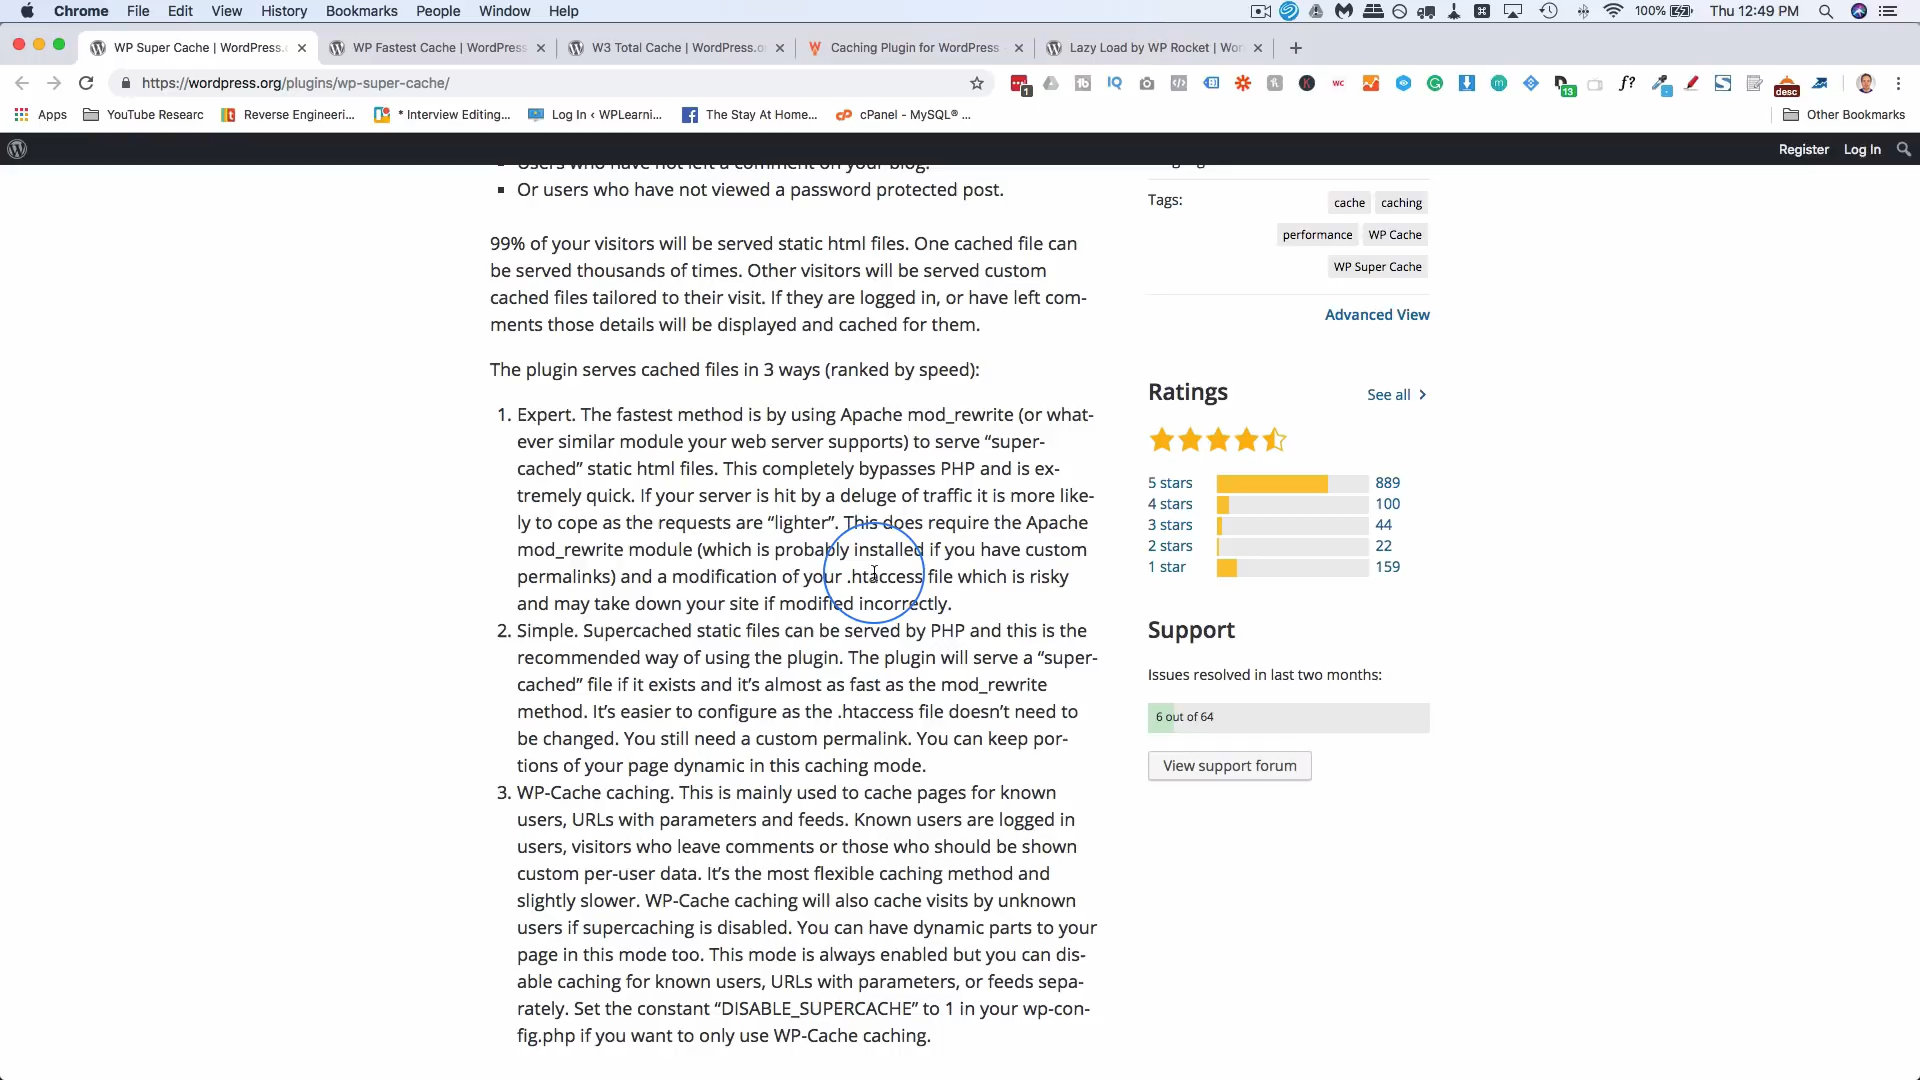 Chrome File Edit View History Bookmarks People Window Help 100% Thu 12:49 PM
WP Super Cache | WordPress. WP Fastest Cache | WordPress W3 Total Cache | WordPress.o Caching Plugin for WordPress Lazy Load by WP Rocket | Wor
https://wordpress.org/plugins/wp-super-cache/
Apps YouTube Researc Reverse Engineeri... * Interview Editing... Log In ‹ WPLearni... The Stay At Home... cPanel - MySQL® ... Other Bookmarks
Register Log In
Users who have not left a comment on your blog.
Or users who have not viewed a password protected post.
99% of your visitors will be served static html files. One cached file can
be served thousands of times. Other visitors will be served custom
cached files tailored to their visit. If they are logged in, or have left com-
ments those details will be displayed and cached for them.
The plugin serves cached files in 3 ways (ranked by speed):
1. Expert. The fastest method is by using Apache mod_rewrite (or what-
ever similar module your web server supports) to serve “super-
cached” static html files. This completely bypasses PHP and is ex-
tremely quick. If your server is hit by a deluge of traffic it is more like-
ly to cope as the requests are “lighter”. This does require the Apache
mod_rewrite module (which is probably installed if you have custom
permalinks) and a modification of your .htaccess file which is risky
and may take down your site if modified incorrectly.
2. Simple. Supercached static files can be served by PHP and this is the
recommended way of using the plugin. The plugin will serve a “super-
cached” file if it exists and it’s almost as fast as the mod_rewrite
method. It’s easier to configure as the .htaccess file doesn’t need to
be changed. You still need a custom permalink. You can keep por-
tions of your page dynamic in this caching mode.
3. WP-Cache caching. This is mainly used to cache pages for known
users, URLs with parameters and feeds. Known users are logged in
users, visitors who leave comments or those who should be shown
custom per-user data. It’s the most flexible caching method and
slightly slower. WP-Cache caching will also cache visits by unknown
users if supercaching is disabled. You can have dynamic parts to your
page in this mode too. This mode is always enabled but you can dis-
able caching for known users, URLs with parameters, or feeds sepa-
rately. Set the constant “DISABLE_SUPERCACHE” to 1 in your wp-con-
fig.php if you want to only use WP-Cache caching.
Tags:
cache caching
performance WP Cache
WP Super Cache
Advanced View
Ratings See all
5 stars 889
4 stars 100
3 stars 44
2 stars 22
1 star 159
Support
Issues resolved in last two months:
6 out of 64
View support forum